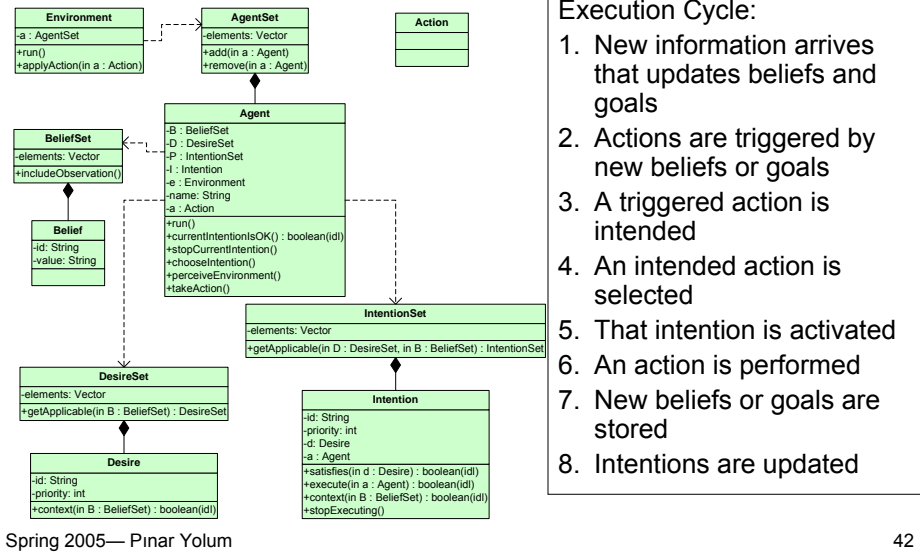 Environment
-a : AgentSet
+run()
+applyAction(in a : Action)
AgentSet
-elements: Vector
+add(in a : Agent)
+remove(in a : Agent)
Action
Agent
-B : BeliefSet
-D : DesireSet
-P : IntentionSet
-I : Intention
-e : Environment
-name: String
-a : Action
+run()
+currentIntentionIsOK() : boolean(idl)
+stopCurrentIntention()
+chooseIntention()
+perceiveEnvironment()
+takeAction()
BeliefSet
-elements: Vector
+includeObservation()
Belief
-id: String
-value: String
IntentionSet
-elements: Vector
+getApplicable(in D : DesireSet, in B : BeliefSet) : IntentionSet
DesireSet
-elements: Vector
+getApplicable(in B : BeliefSet) : DesireSet
Intention
-id: String
-priority: int
-d: Desire
-a : Agent
+satisfies(in d : Desire) : boolean(idl)
+execute(in a : Agent) : boolean(idl)
+context(in B : BeliefSet) : boolean(idl)
+stopExecuting()
Desire
-id: String
-priority: int
+context(in B : BeliefSet) : boolean(idl)
Execution Cycle:
1. New information arrives
that updates beliefs and
goals
2. Actions are triggered by
new beliefs or goals
3. A triggered action is
intended
4. An intended action is
selected
5. That intention is activated
6. An action is performed
7. New beliefs or goals are
stored
8. Intentions are updated
Spring 2005— Pınar Yolum
42